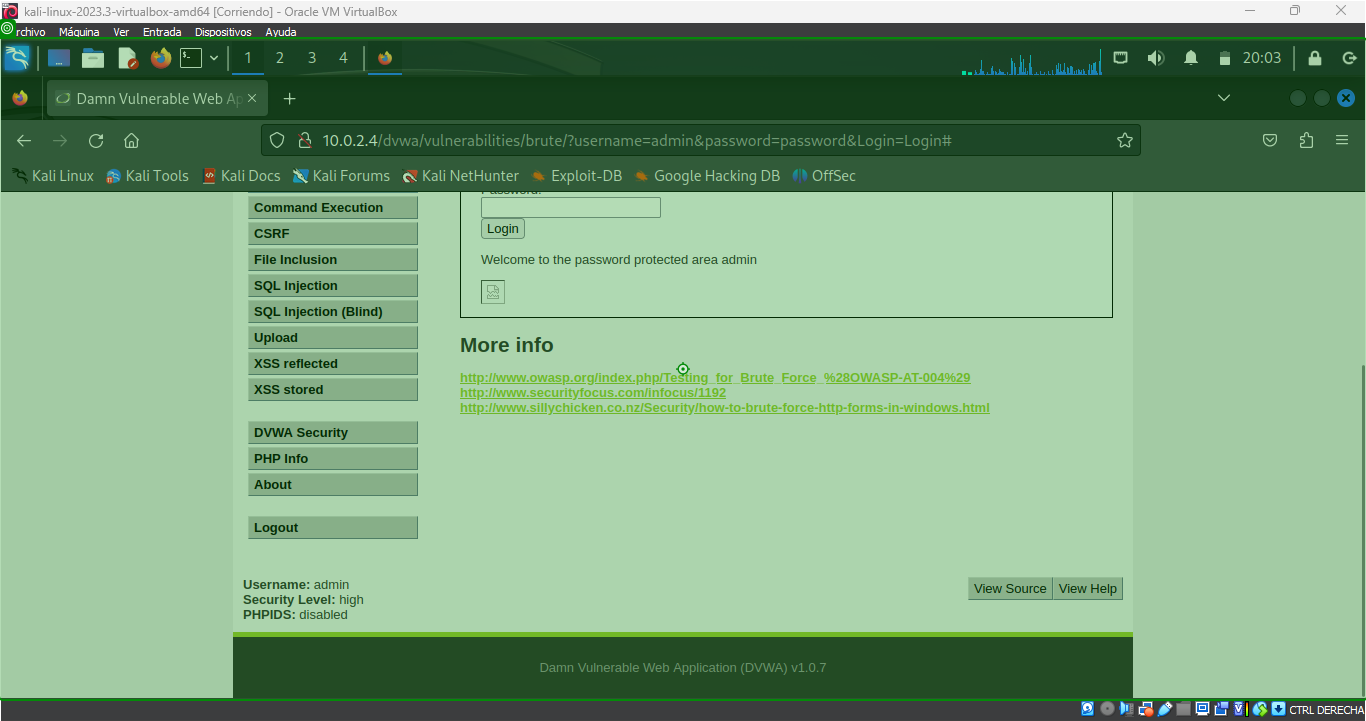 kali-linux-2023.3-virtualbox-amd64 [Corriendo] - Oracle VM VirtualBox
rchivo Máquina Ver Entrada Dispositivos Ayuda
1 2 3 4 20:03
Damn Vulnerable Web Ap
10.0.2.4/dvwa/vulnerabilities/brute/?username=admin&password=password&Login=Login#
Kali Linux Kali Tools Kali Docs Kali Forums Kali NetHunter Exploit-DB Google Hacking DB OffSec
Password:
Login
Welcome to the password protected area admin
Command Execution
CSRF
File Inclusion
SQL Injection
SQL Injection (Blind)
Upload
XSS reflected
XSS stored
DVWA Security
PHP Info
About
Logout
More info
http://www.owasp.org/index.php/Testing_for_Brute_Force_%28OWASP-AT-004%29
http://www.securityfocus.com/infocus/1192
http://www.sillychicken.co.nz/Security/how-to-brute-force-http-forms-in-windows.html
Username: admin
Security Level: high
PHPIDS: disabled
View Source View Help
Damn Vulnerable Web Application (DVWA) v1.0.7
CTRL DERECHA